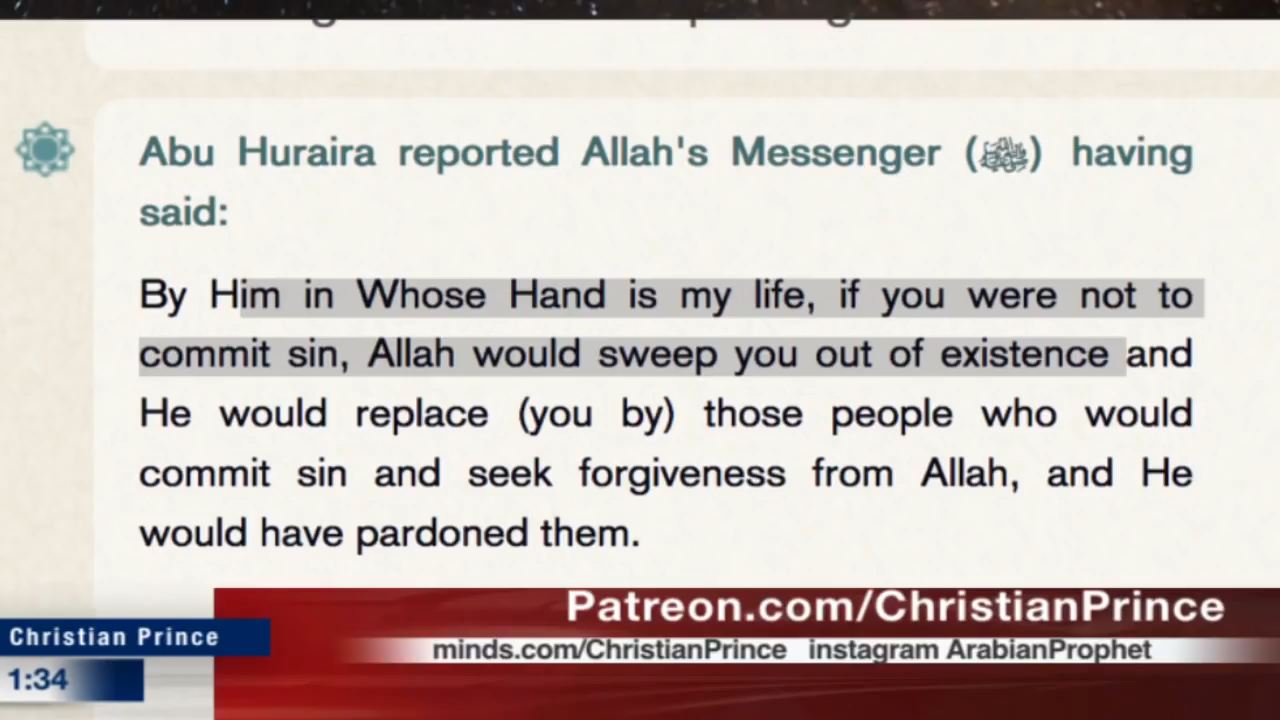 Abu Huraira reported Allah's Messenger (ﷺ) having
said:
By Him in Whose Hand is my life, if you were not to
commit sin, Allah would sweep you out of existence and
He would replace (you by) those people who would
commit sin and seek forgiveness from Allah, and He
would have pardoned them.
Patreon.com/ChristianPrince
Christian Prince
minds.com/ChristianPrince instagram ArabianProphet
1:34